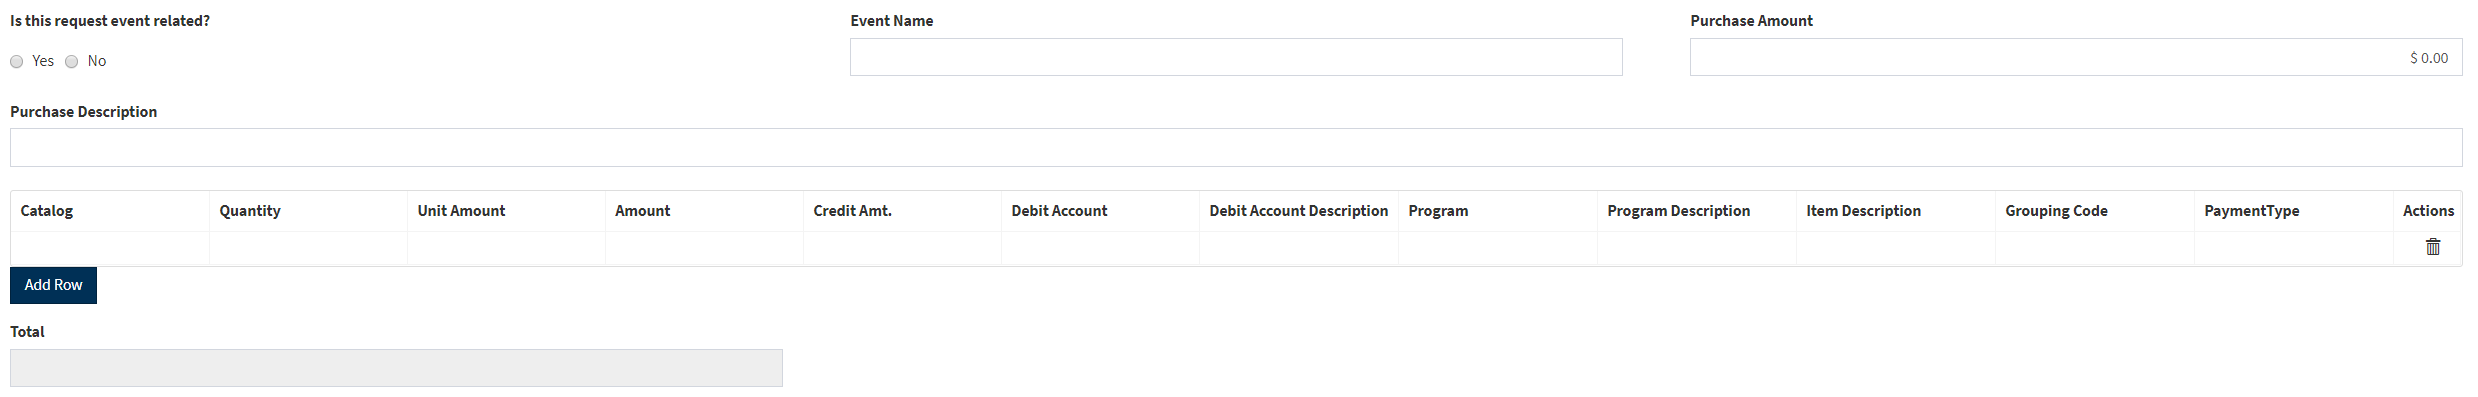 Is this request event related?
Event Name
Purchase Amount
Yes No
$ 0.00
Purchase Description
Catalog Quantity Unit Amount Amount Credit Amt. Debit Account Debit Account Description Program Program Description Item Description Grouping Code PaymentType Actions
Add Row
Total